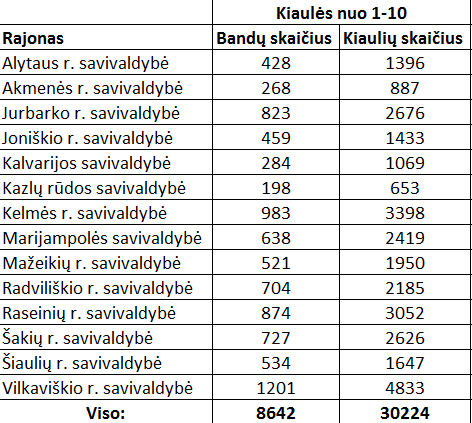 Kiaulės nuo 1-10
Rajonas Bandų skaičius Kiaulių skaičius
Alytaus r. savivaldybė 428 1396
Akmenės r. savivaldybė 268 887
Jurbarko r. savivaldybė 823 2676
Joniškio r. savivaldybė 459 1433
Kalvarijos savivaldybė 284 1069
Kazlų rūdos savivaldybė 198 653
Kelmės r. savivaldybė 983 3398
Marijampolės savivaldybė 638 2419
Mažeikių r. savivaldybė 521 1950
Radviliškio r. savivaldybė 704 2185
Raseinių r. savivaldybė 874 3052
Šakių r. savivaldybė 727 2626
Šiaulių r. savivaldybė 534 1647
Vilkaviškio r. savivaldybė 1201 4833
Viso: 8642 30224